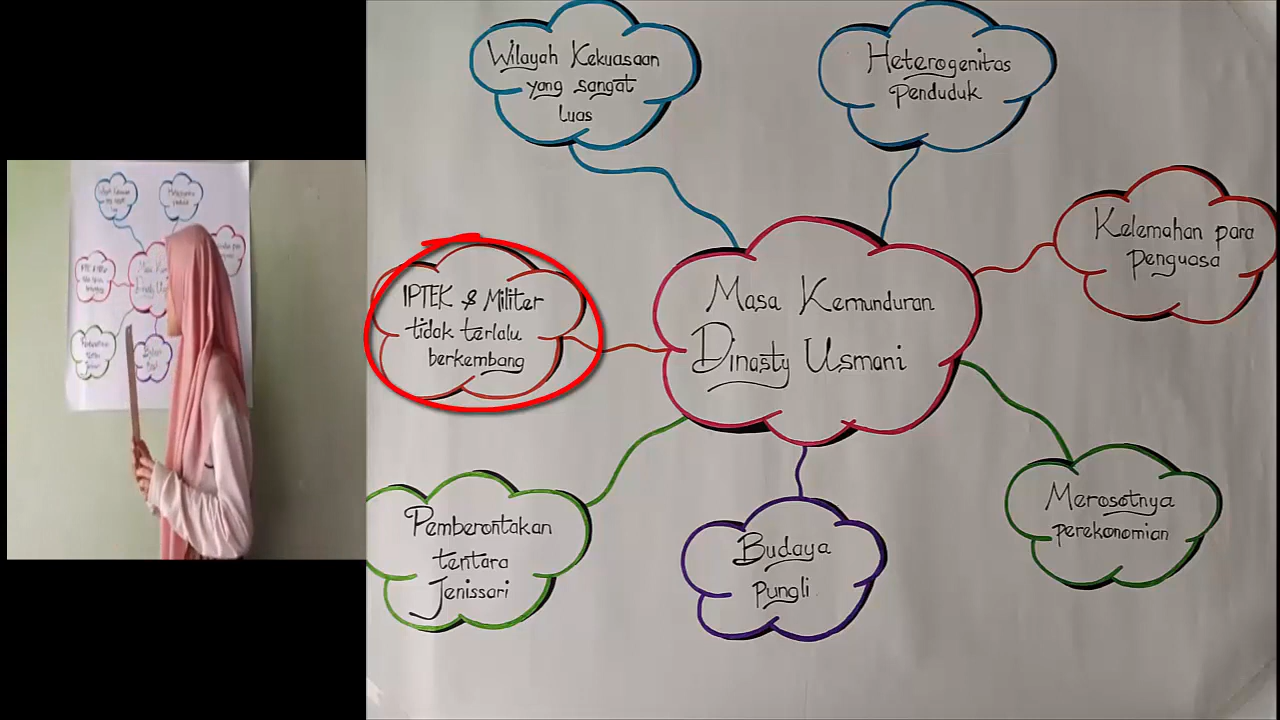 Wilayah Kekuasaan
yang sangat
luas
Heterogenitas
Penduduk
Kelemahan para
penguasa
IPTEK & Militer
tidak terlalu
berkembang
Masa Kemunduran
Dinasty Usmani
Merosotnya
perekonomian
Pemberontakan
tentara
Jenissari
Budaya
Pungli